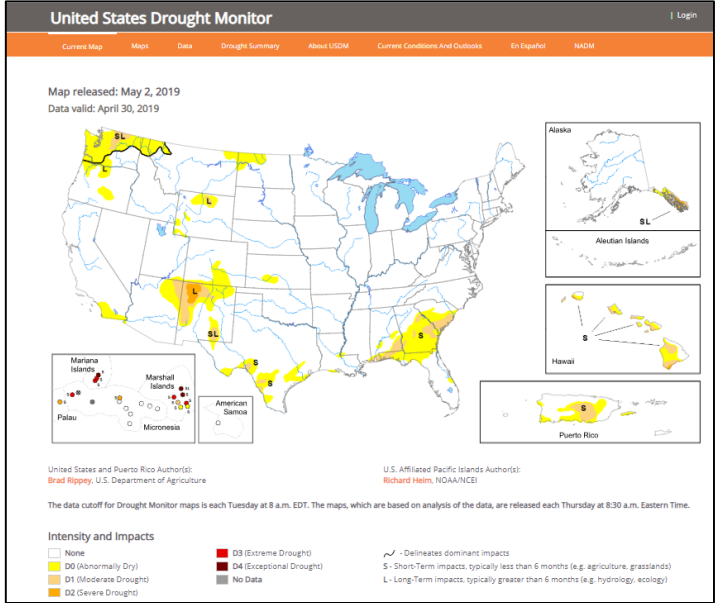 United States Drought Monitor
| Login
Current Map Maps Data Drought Summary About USDM Current Conditions And Outlooks En Español NADM
Map released: May 2, 2019
Data valid: April 30, 2019
Alaska
SL
Aleutian Islands
SL
L
L
L
SL
S
S
S
S
Hawaii
Mariana Islands
Marshall Islands
Palau
Micronesia
American Samoa
S
Puerto Rico
United States and Puerto Rico Author(s):
Brad Rippey, U.S. Department of Agriculture
U.S. Affiliated Pacific Islands Author(s):
Richard Heim, NOAA/NCEI
The data cutoff for Drought Monitor maps is each Tuesday at 8 a.m. EDT. The maps, which are based on analysis of the data, are released each Thursday at 8:30 a.m. Eastern Time.
Intensity and Impacts
None
D0 (Abnormally Dry)
D1 (Moderate Drought)
D2 (Severe Drought)
D3 (Extreme Drought)
D4 (Exceptional Drought)
No Data
- Delineates dominant impacts
S - Short-Term impacts, typically less than 6 months (e.g. agriculture, grasslands)
L - Long-Term impacts, typically greater than 6 months (e.g. hydrology, ecology)